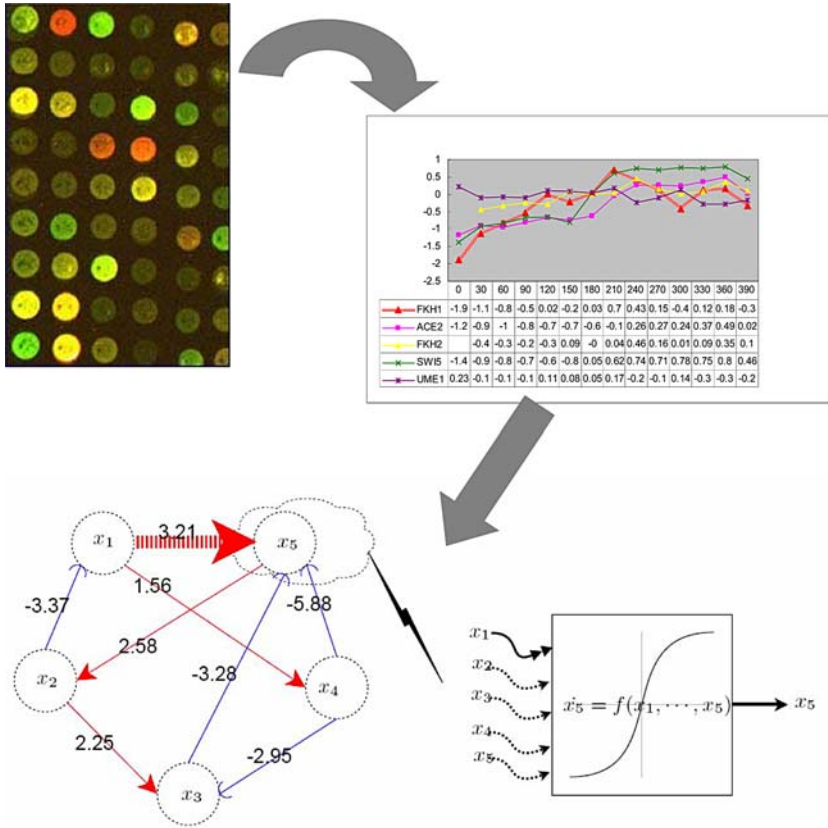 1
0.5
0
-0.5
-1
-1.5
-2
-2.5
0 30 60 90 120 150 180 210 240 270 300 330 360 390
FKH1 -1.9 -1.1 -0.8 -0.5 0.02 -0.2 0.03 0.7 0.43 0.15 -0.4 0.12 0.18 -0.3
ACE2 -1.2 -0.9 -1 -0.8 -0.7 -0.7 -0.6 -0.1 0.26 0.27 0.24 0.37 0.49 0.02
FKH2 -0.4 -0.3 -0.2 -0.3 0.09 -0 0.04 0.46 0.16 0.01 0.09 0.35 0.1
SWI5 -1.4 -0.9 -0.8 -0.7 -0.6 -0.8 0.05 0.62 0.74 0.71 0.78 0.75 0.8 0.46
UME1 0.23 -0.1 -0.1 -0.1 0.11 0.08 0.05 0.17 -0.2 -0.1 0.14 -0.3 -0.3 -0.2
x₁ 3.21 x₅
1.56
-5.88
-3.37
2.58
-3.28
x₂
x₄
2.25
-2.95
x₃
x₁
x₂
x₃
x₄
x₅
ẋ₅ = f(x₁, ⋯, x₅)
x₅